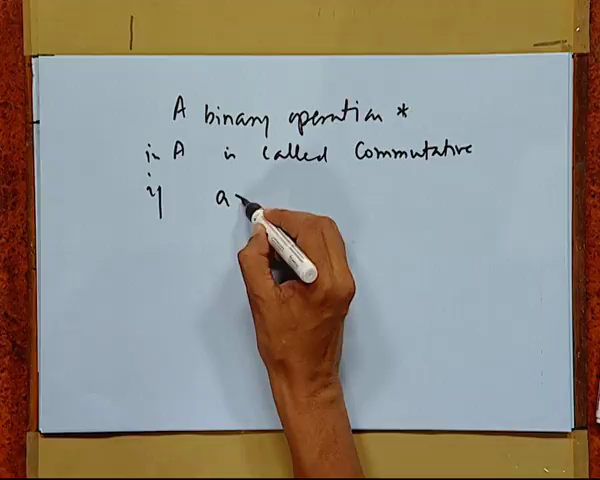 A binary operation *
in A is called Commutative
if a